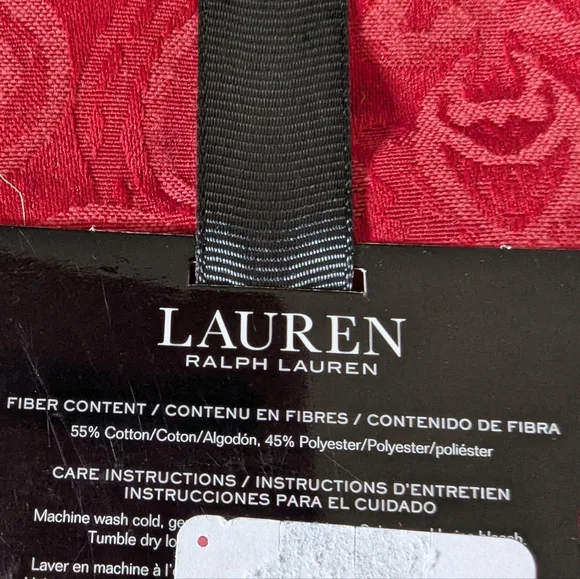 LAUREN
RALPH LAUREN
FIBER CONTENT / CONTENU EN FIBRES / CONTENIDO DE FIBRA
55% Cotton/Coton/Algodón, 45% Polyester/Polyester/poliéster
CARE INSTRUCTIONS / INSTRUCTIONS D'ENTRETIEN
INSTRUCCIONES PARA EL CUIDADO
Machine wash cold,
Tumble dry
Laver en machine à